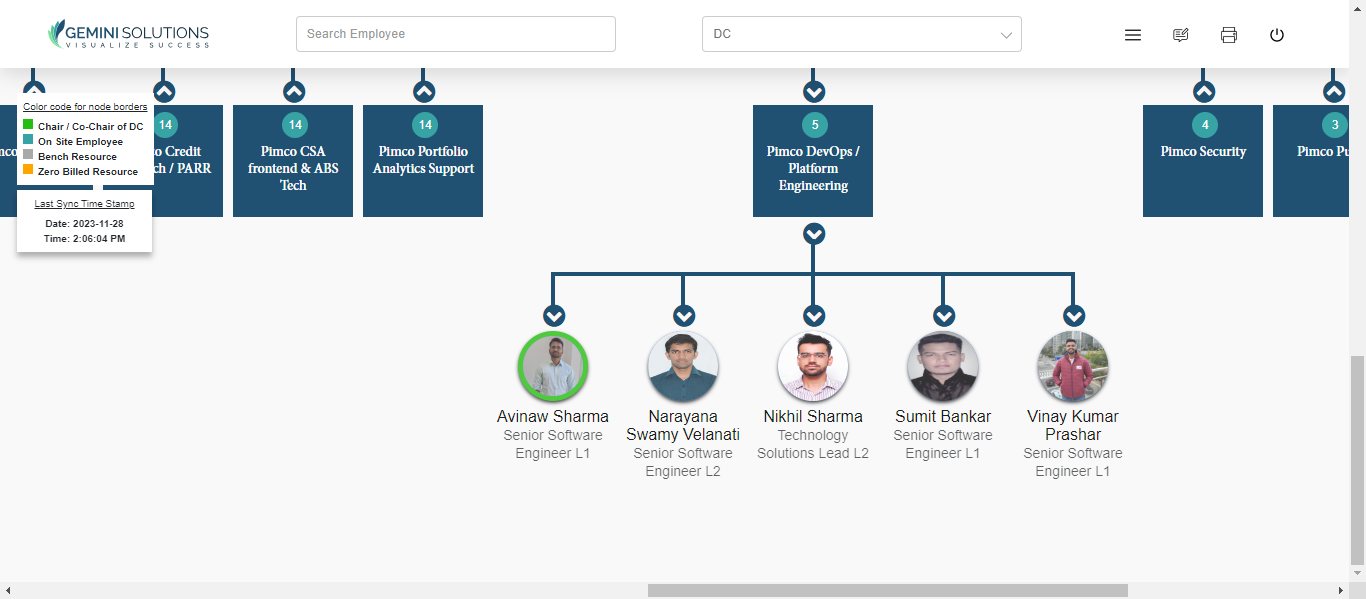 GEMINI SOLUTIONS
VISUALIZE SUCCESS
Search Employee
DC
Color code for node borders
Chair / Co-Chair of DC
On Site Employee
Bench Resource
Zero Billed Resource
Last Sync Time Stamp
Date: 2023-11-28
Time: 2:06:04 PM
14
Credit
/ PARR
14
Pimco CSA
frontend & ABS
Tech
14
Pimco Portfolio
Analytics Support
5
Pimco DevOps /
Platform
Engineering
4
Pimco Security
3
Pimco
Avinaw Sharma
Senior Software
Engineer L1
Narayana
Swamy Velanati
Senior Software
Engineer L2
Nikhil Sharma
Technology
Solutions Lead L2
Sumit Bankar
Senior Software
Engineer L1
Vinay Kumar
Prashar
Senior Software
Engineer L1